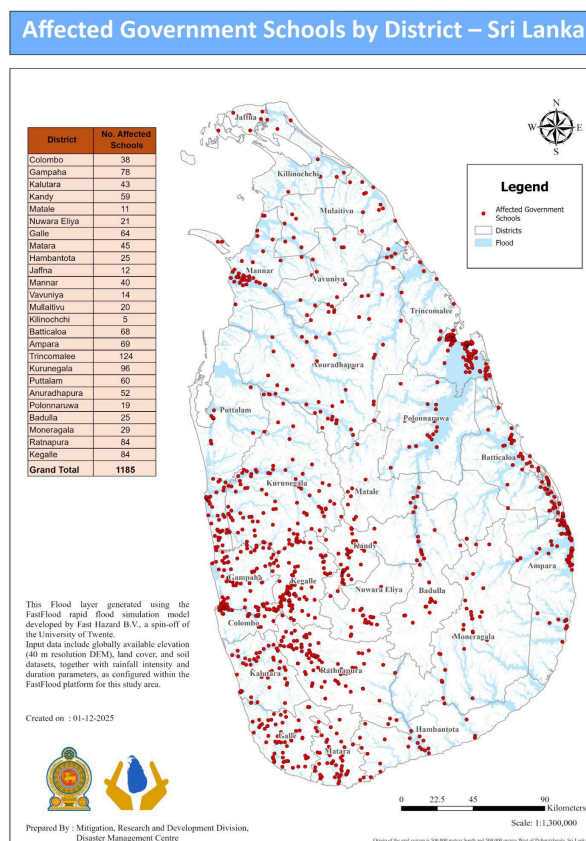 Affected Government Schools by District – Sri Lanka
District No. Affected Schools
Colombo 38
Gampaha 78
Kalutara 43
Kandy 59
Matale 11
Nuwara Eliya 21
Galle 64
Matara 45
Hambantota 25
Jaffna 12
Mannar 40
Vavuniya 14
Mullaitivu 20
Kilinochchi 5
Batticaloa 68
Ampara 69
Trincomalee 124
Kurunegala 96
Puttalam 60
Anuradhapura 52
Polonnaruwa 19
Badulla 25
Moneragala 29
Ratnapura 84
Kegalle 84
Grand Total 1185
N
W E
S
Legend
Affected Government
Schools
Districts
Flood
Jaffna
Killinochchi
Mulaitivu
Mannar
Vavuniya
Trincomalee
Anuradhapura
Puttalam
Polonnaruwa
Batticaloa
Kurunegala
Matale
Kandy
Ampara
Gampaha
Kegalle
Nuwara Eliya
Badulla
Colombo
Moneragala
Kalutara
Rathnapura
Hambantota
Galle
Matara
This Flood layer generated using the
FastFlood rapid flood simulation model
developed by Fast Hazard B.V., a spin-off of
the University of Twente.
Input data include globally available elevation
(40 m resolution DEM), land cover, and soil
datasets, together with rainfall intensity and
duration parameters, as configured within the
FastFlood platform for this study area.
Created on : 01-12-2025
0 22.5 45 90
Kilometers
Scale: 1:1,300,000
Prepared By : Mitigation, Research and Development Division,
Disaster Management Centre